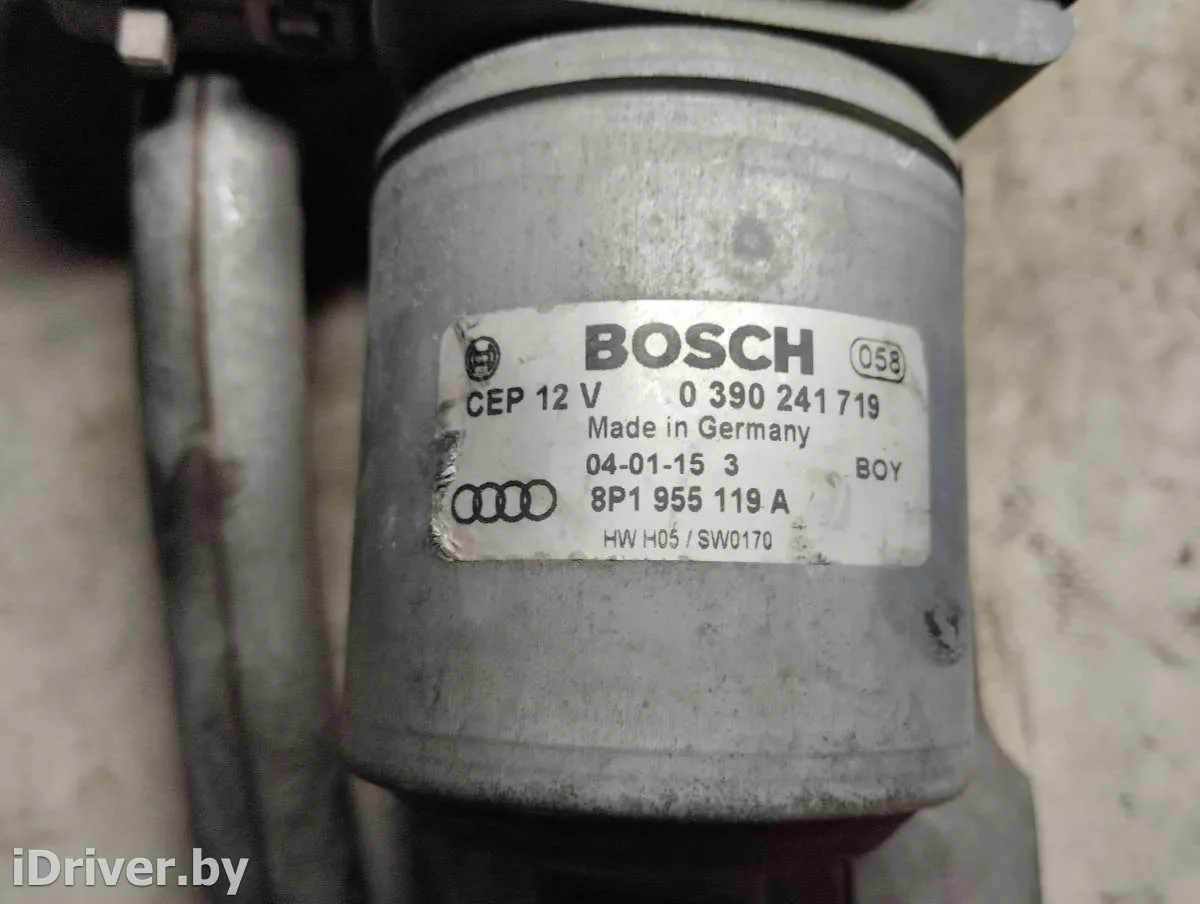 BOSCH 058
CEP 12 V 0 390 241 719
Made in Germany
04-01-15 3 BOY
8P1 955 119 A
HW H05 / SW0170
iDriver.by